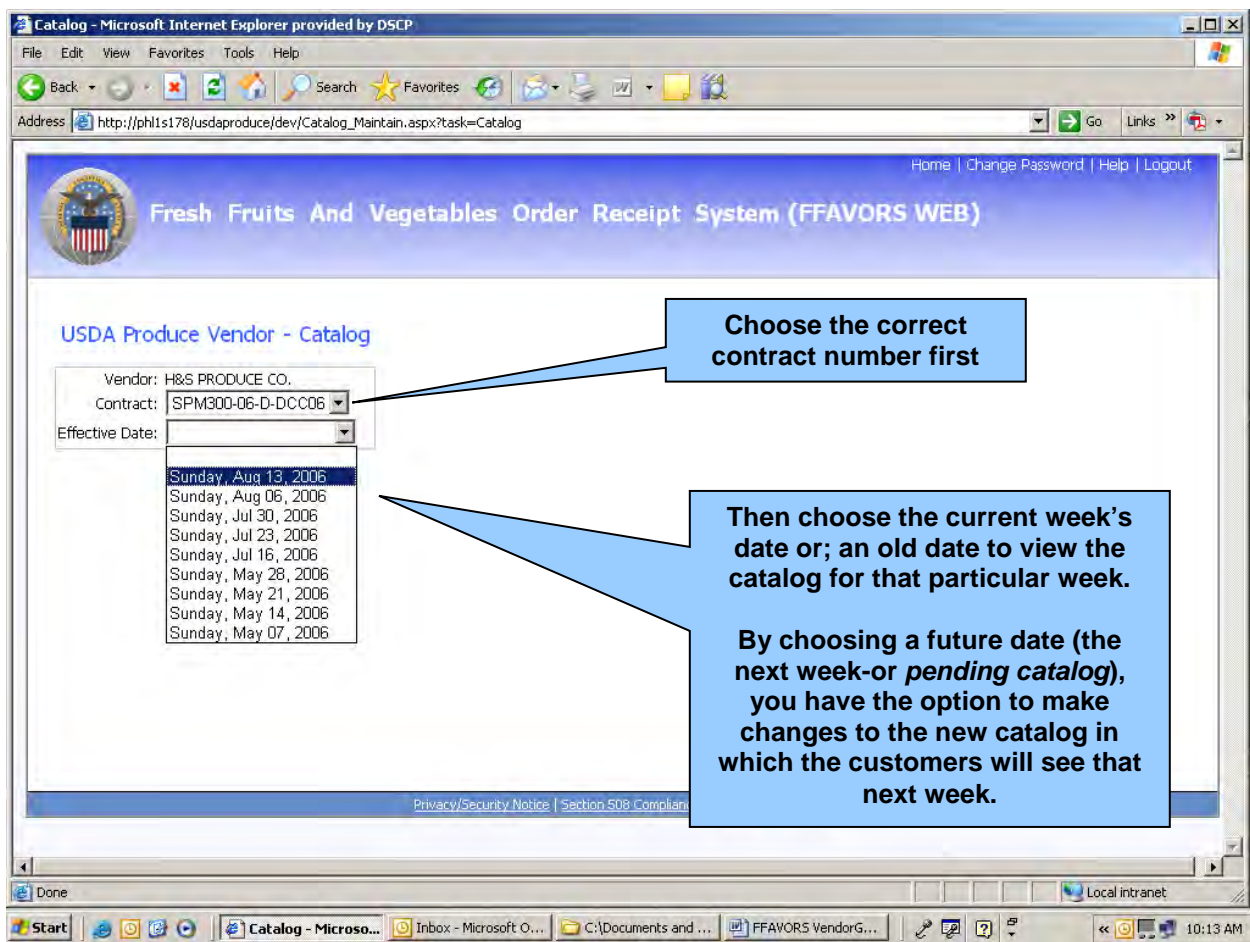 Catalog - Microsoft Internet Explorer provided by DSCP
File Edit View Favorites Tools Help
Back Search Favorites
Address http://phl1s178/usdaproduce/dev/Catalog_Maintain.aspx?task=Catalog Go Links »
Home | Change Password | Help | Logout
Fresh Fruits And Vegetables Order Receipt System (FFAVORS WEB)
USDA Produce Vendor - Catalog
Choose the correct
contract number first
Vendor: H&S PRODUCE CO.
Contract: SPM300-06-D-DCC06
Effective Date:
Sunday, Aug 13, 2006
Sunday, Aug 06, 2006
Sunday, Jul 30, 2006
Sunday, Jul 23, 2006
Sunday, Jul 16, 2006
Sunday, May 28, 2006
Sunday, May 21, 2006
Sunday, May 14, 2006
Sunday, May 07, 2006
Then choose the current week's
date or; an old date to view the
catalog for that particular week.
By choosing a future date (the
next week-or pending catalog),
you have the option to make
changes to the new catalog in
which the customers will see that
next week.
Privacy/Security Notice | Section 508 Complianc
Done Local intranet
Start Catalog - Microso... Inbox - Microsoft O... C:\Documents and ... FFAVORS VendorG... « 10:13 AM